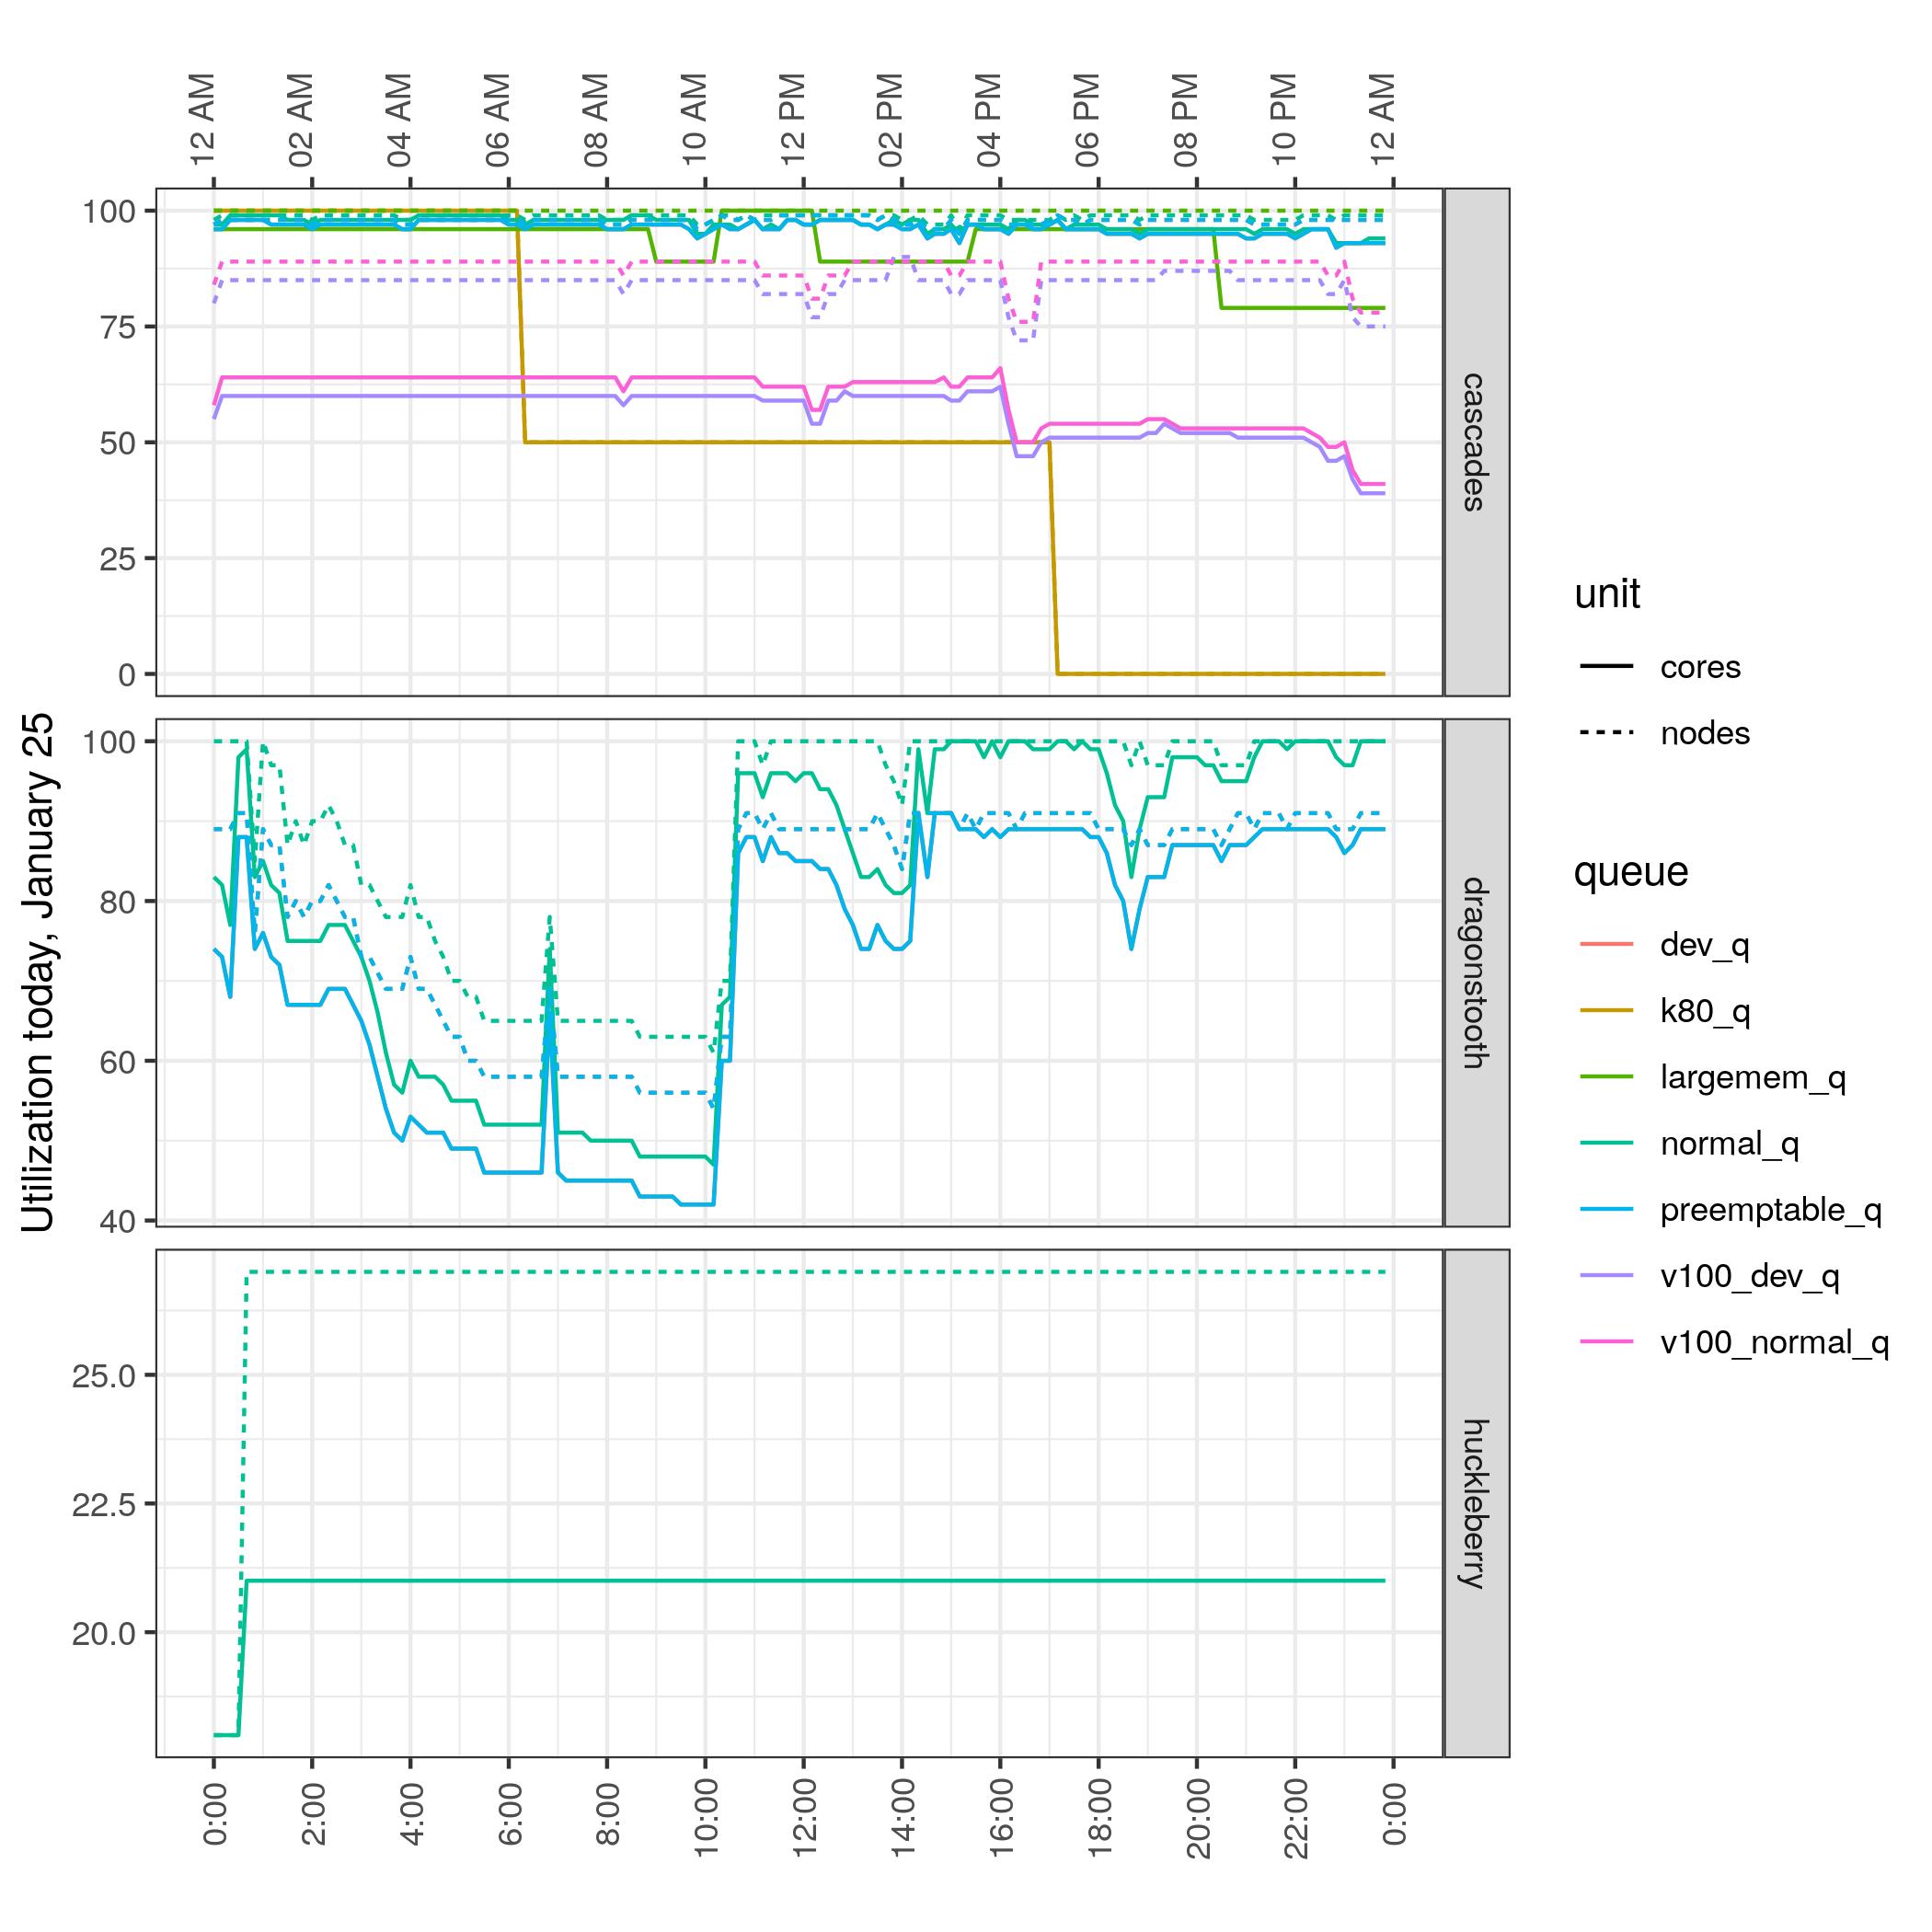 12 AM
02 AM
04 AM
06 AM
08 AM
10 AM
12 PM
02 PM
04 PM
06 PM
08 PM
10 PM
12 AM
Utilization today, January 25
100
75
50
25
0
cascades
100
80
60
40
dragonstooth
25.0
22.5
20.0
huckleberry
0:00
2:00
4:00
6:00
8:00
10:00
12:00
14:00
16:00
18:00
20:00
22:00
0:00
unit
cores
nodes
queue
dev_q
k80_q
largemem_q
normal_q
preemptable_q
v100_dev_q
v100_normal_q